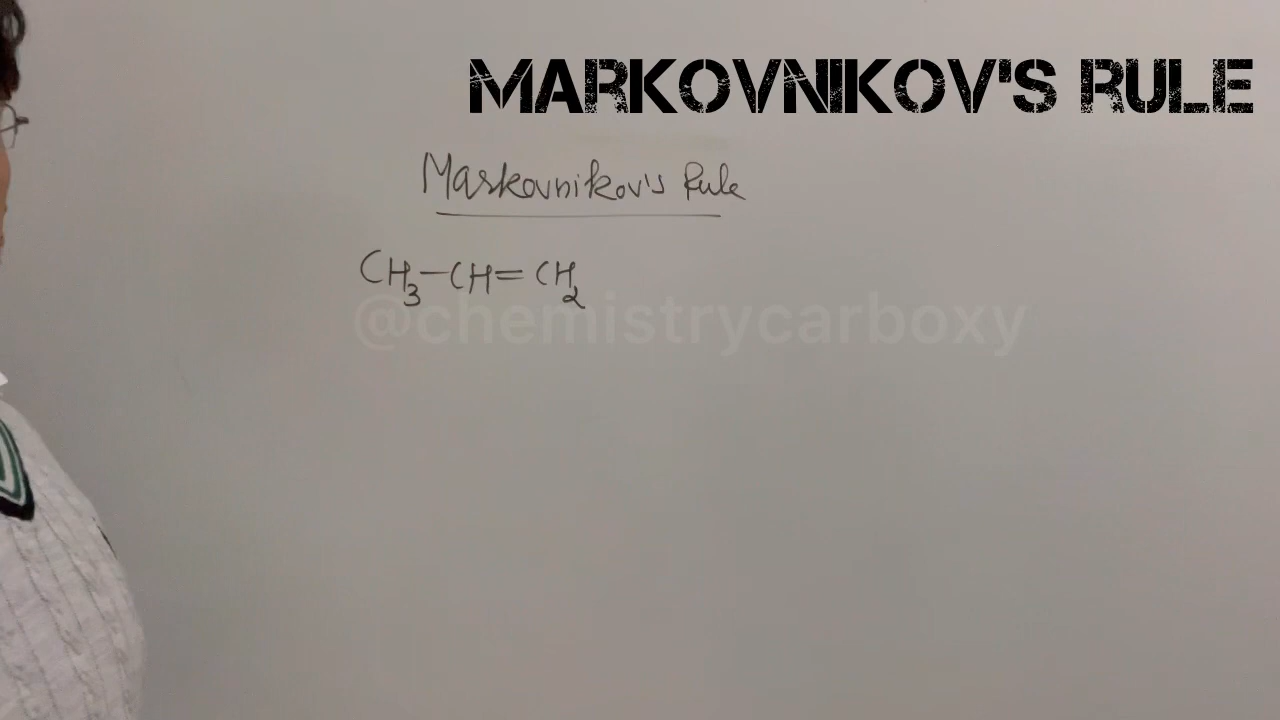 MARKOVNIKOV'S RULE
Markovnikov's Rule
CH3–CH=CH2
@chemistrycarboxy